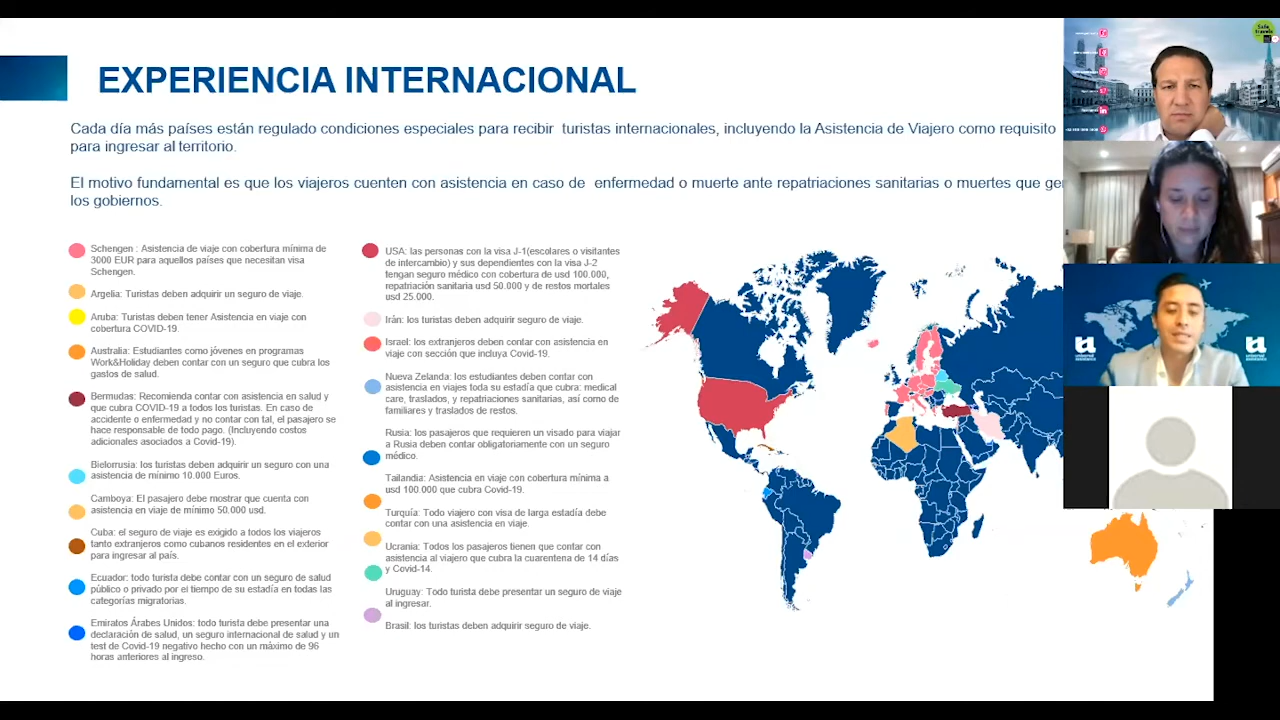 EXPERIENCIA INTERNACIONAL
Cada día más países están regulado condiciones especiales para recibir turistas internacionales, incluyendo la Asistencia de Viajero como requisito
para ingresar al territorio.
El motivo fundamental es que los viajeros cuenten con asistencia en caso de enfermedad o muerte ante repatriaciones sanitarias o muertes que
los gobiernos.
Schengen : Asistencia de viaje con cobertura mínima de
3000 EUR para aquellos países que necesitan visa
Schengen.
Argelia: Turistas deben adquirir un seguro de viaje.
Aruba: Turistas deben tener Asistencia en viaje con
cobertura COVID-19.
Australia: Estudiantes como jóvenes en programas
Work&Holiday deben contar con un seguro que cubra los
gastos de salud.
Bermudas: Recomienda contar con asistencia en salud y
que cubra COVID-19 a todos los turistas. En caso de
accidente o enfermedad y no contar con tal, el pasajero se
hace responsable de todo pago. (Incluyendo costos
adicionales asociados a Covid-19).
Bielorrusia: los turistas deben adquirir un seguro con una
asistencia de mínimo 10.000 Euros.
Camboya: El pasajero debe mostrar que cuenta con
asistencia en viaje de mínimo 50.000 usd.
Cuba: el seguro de viaje es exigido a todos los viajeros
tanto extranjeros como cubanos residentes en el exterior
para ingresar al país.
Ecuador: todo turista debe contar con un seguro de salud
público o privado por el tiempo de su estadía en todas las
categorías migratorias.
Emiratos Árabes Unidos: todo turista debe presentar una
declaración de salud, un seguro internacional de salud y un
test de Covid-19 negativo hecho con un máximo de 96
horas anteriores al ingreso.
USA: las personas con la visa J-1(escolares o visitantes
de intercambio) y sus dependientes con la visa J-2
tengan seguro médico con cobertura de usd 100.000,
repatriación sanitaria usd 50.000 y de restos mortales
usd 25.000.
Irán: los turistas deben adquirir seguro de viaje.
Israel: los extranjeros deben contar con asistencia en
viaje con sección que incluya Covid-19.
Nueva Zelanda: los estudiantes deben contar con
asistencia en viajes toda su estadía que cubra: medical
care, traslados, y repatriaciones sanitarias, así como de
familiares y traslados de restos.
Rusia: los pasajeros que requieren un visado para viajar
a Rusia deben contar obligatoriamente con un seguro
médico.
Tailandia: Asistencia en viaje con cobertura mínima a
usd 100.000 que cubra Covid-19.
Turquía: Todo viajero con visa de larga estadía debe
contar con una asistencia en viaje.
Ucrania: Todos los pasajeros tienen que contar con
asistencia al viajero que cubra la cuarentena de 14 días
y Covid-14.
Uruguay: Todo turista debe presentar un seguro de viaje
al ingresar.
Brasil: los turistas deben adquirir seguro de viaje.